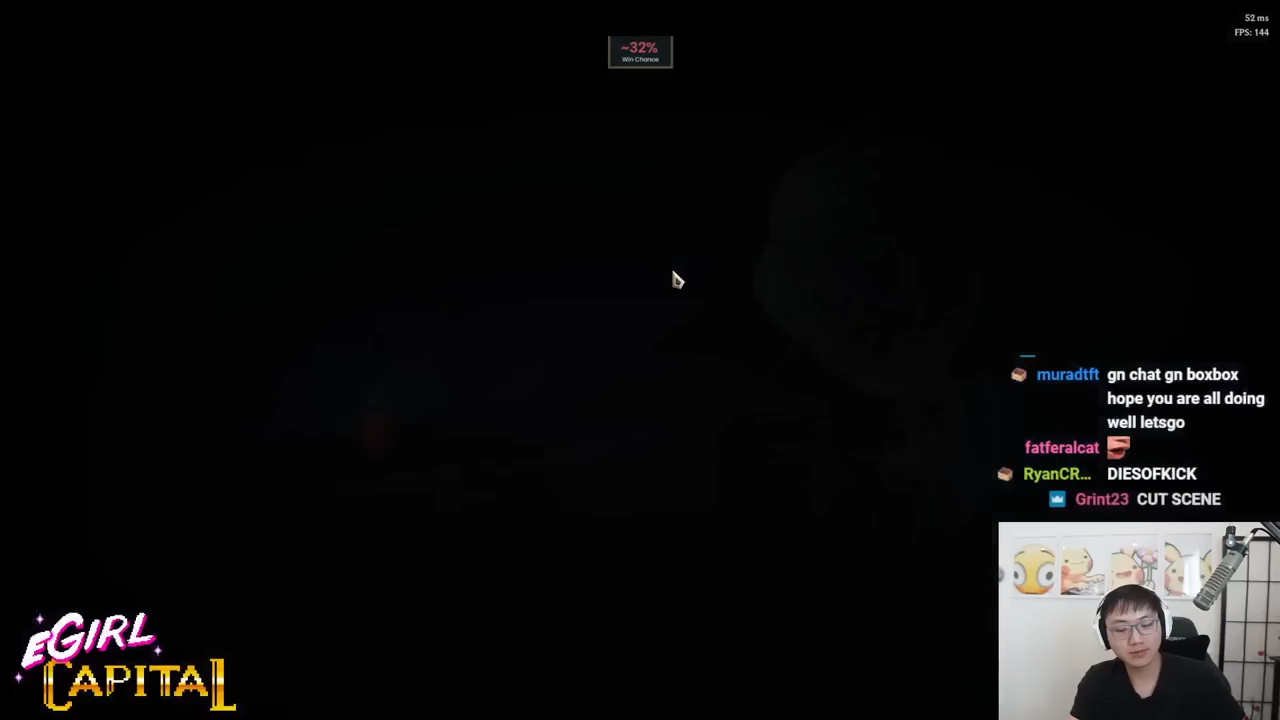 52 ms
FPS: 144
~32%
Win Chance
muradtft gn chat gn boxbox
hope you are all doing
well letsgo
fatferalcat
RyanCR... DIESOFKICK
Grint23 CUT SCENE
EGIRL
CAPITAL